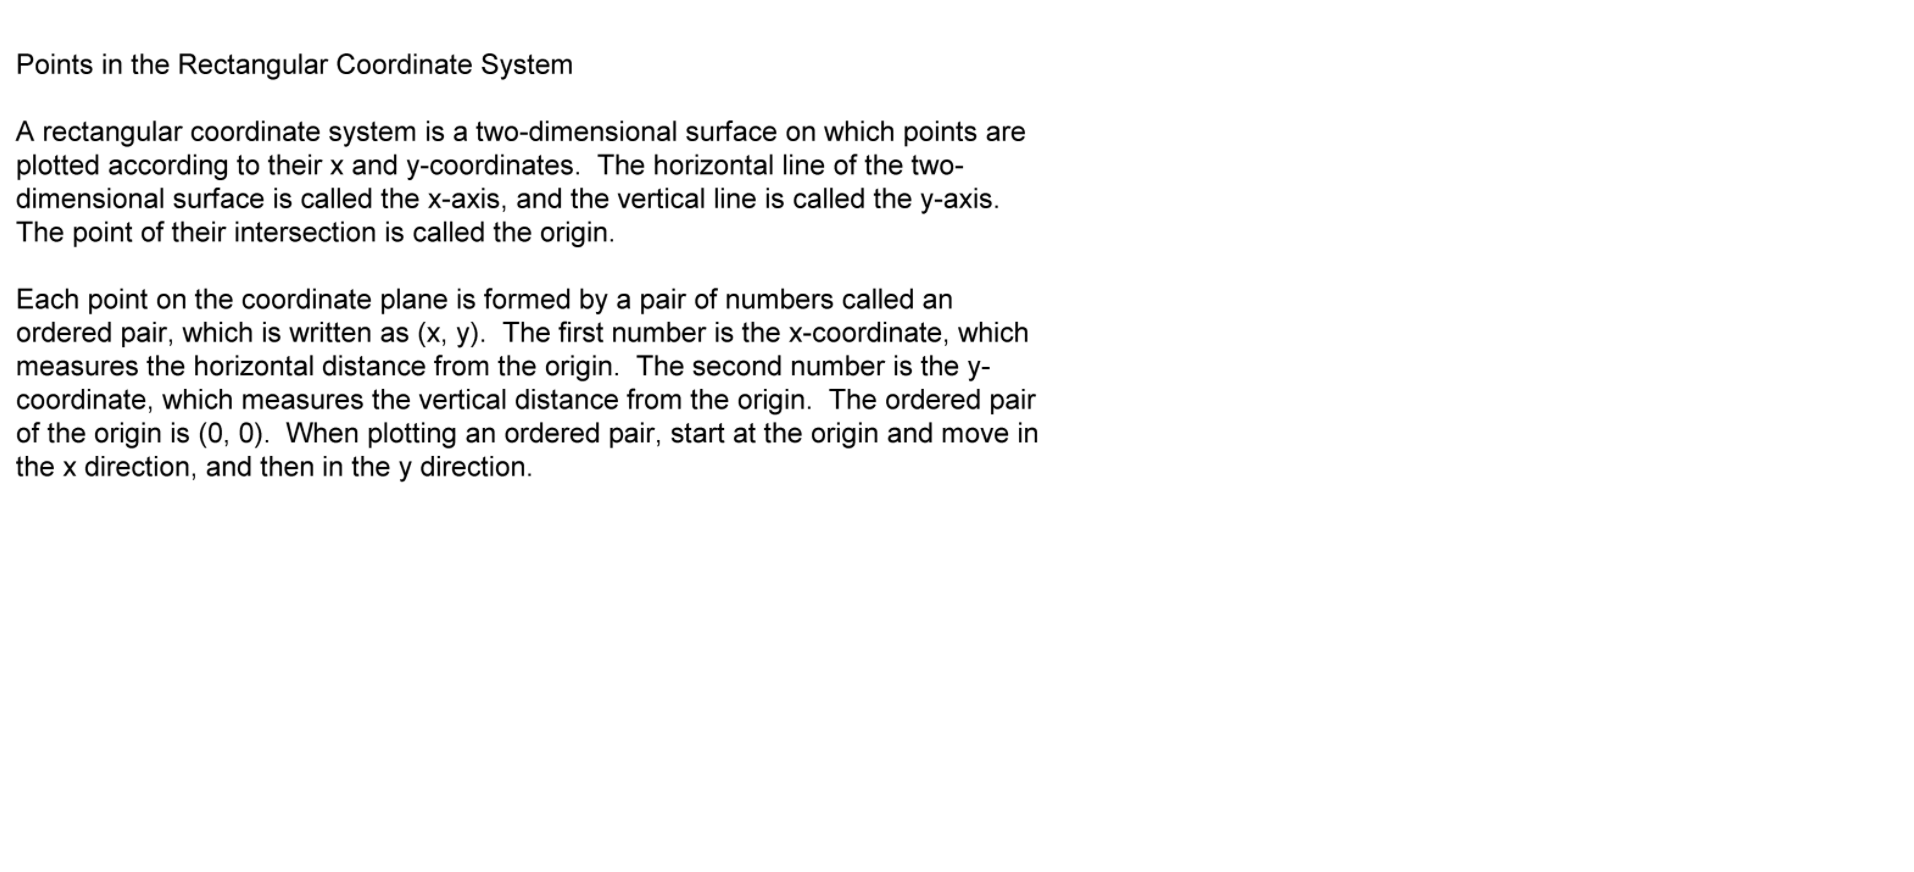 Points in the Rectangular Coordinate System
A rectangular coordinate system is a two-dimensional surface on which points are
plotted according to their x and y-coordinates.  The horizontal line of the two-
dimensional surface is called the x-axis, and the vertical line is called the y-axis.
The point of their intersection is called the origin.
Each point on the coordinate plane is formed by a pair of numbers called an
ordered pair, which is written as (x, y).  The first number is the x-coordinate, which
measures the horizontal distance from the origin.  The second number is the y-
coordinate, which measures the vertical distance from the origin.  The ordered pair
of the origin is (0, 0).  When plotting an ordered pair, start at the origin and move in
the x direction, and then in the y direction.